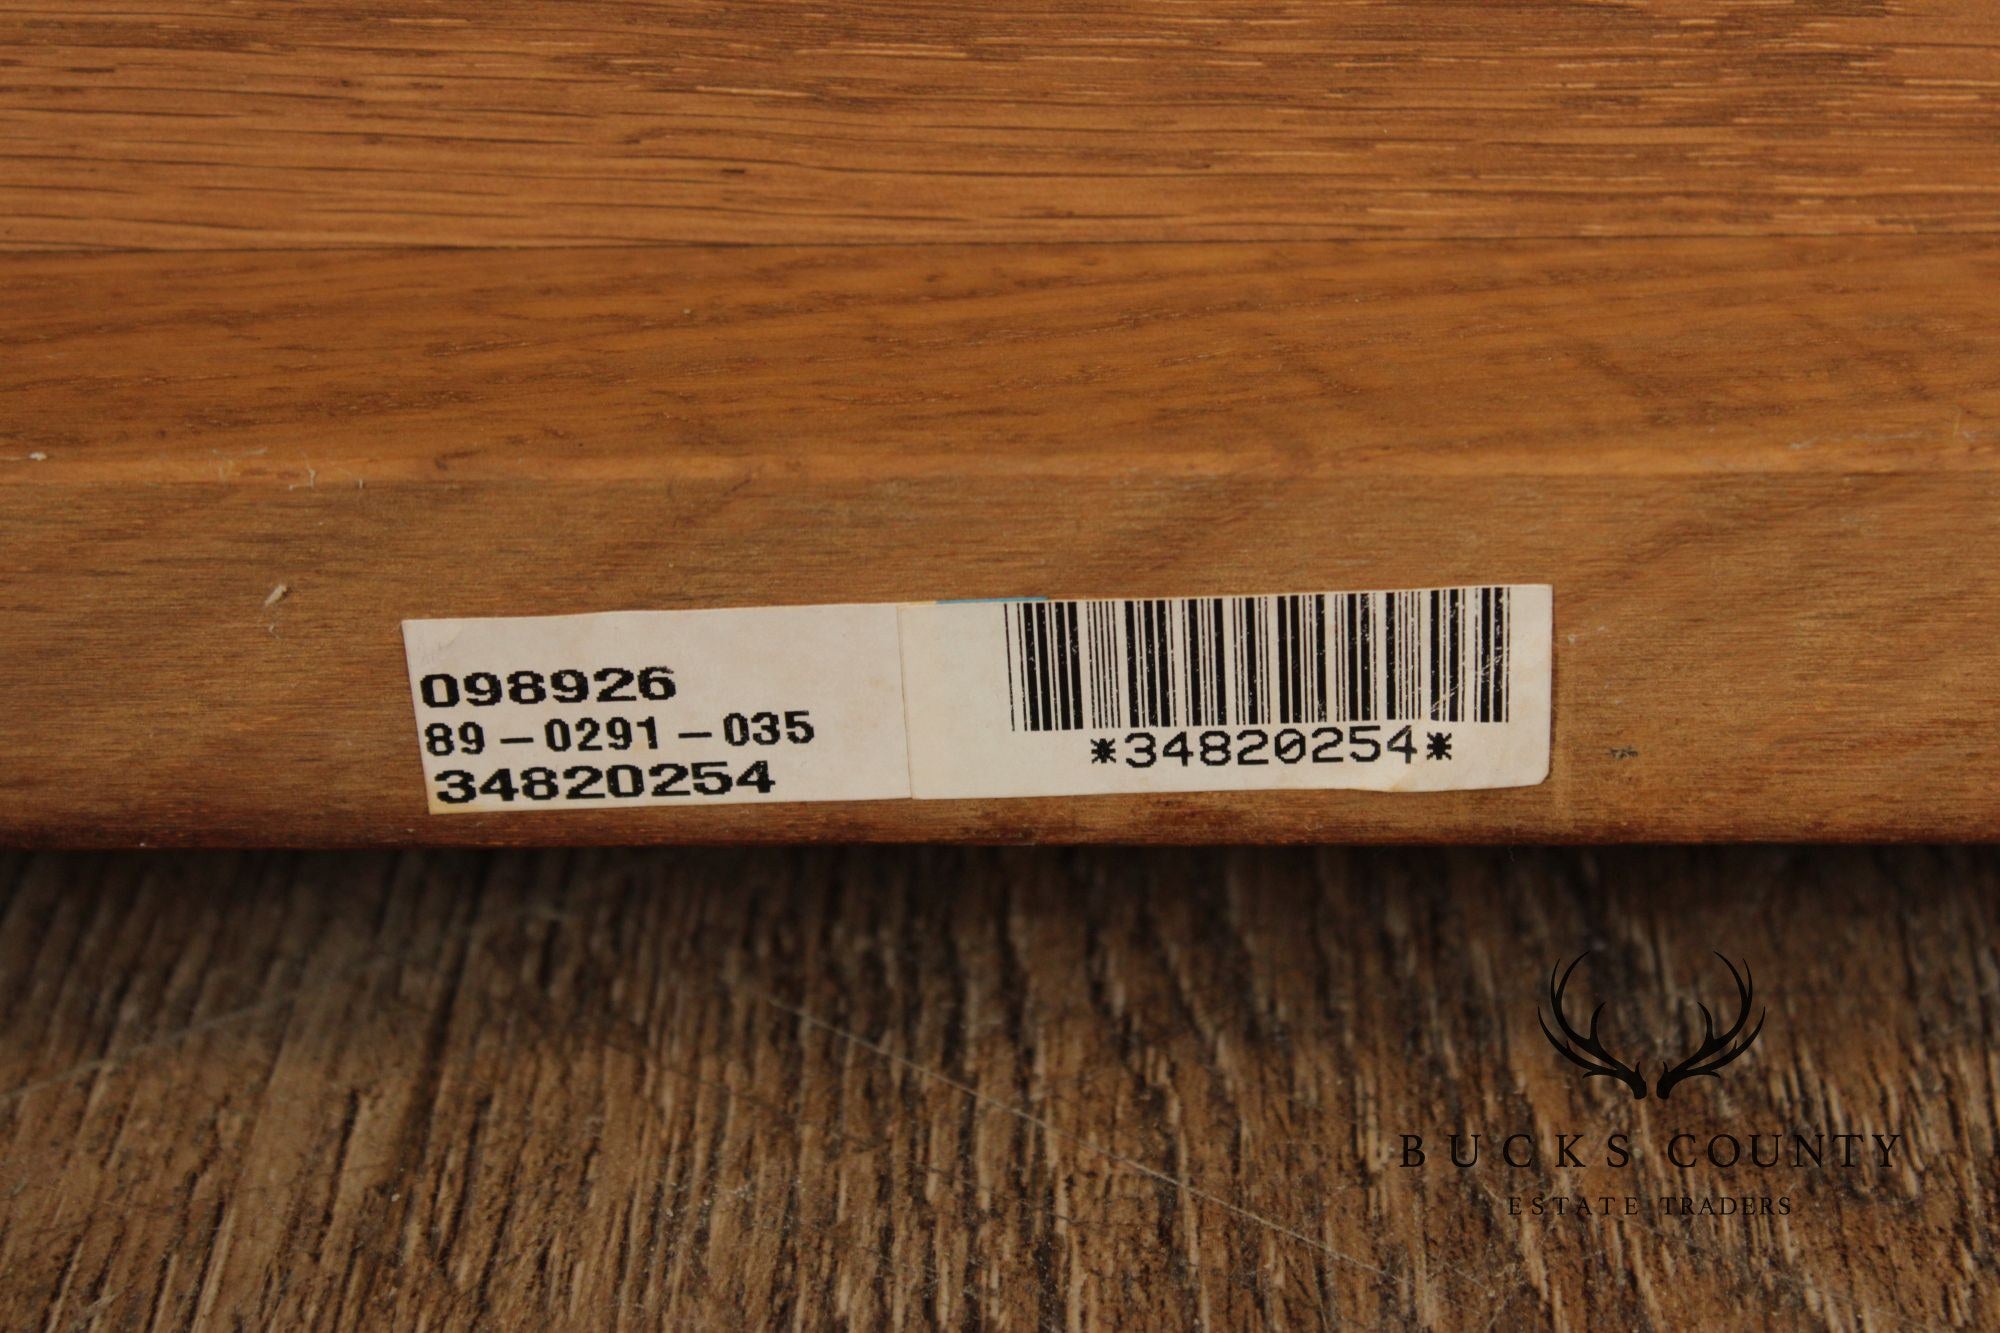 098926
89-0291-035
34820254
*34820254*
BUCKS COUNTY
ESTATE TRADERS